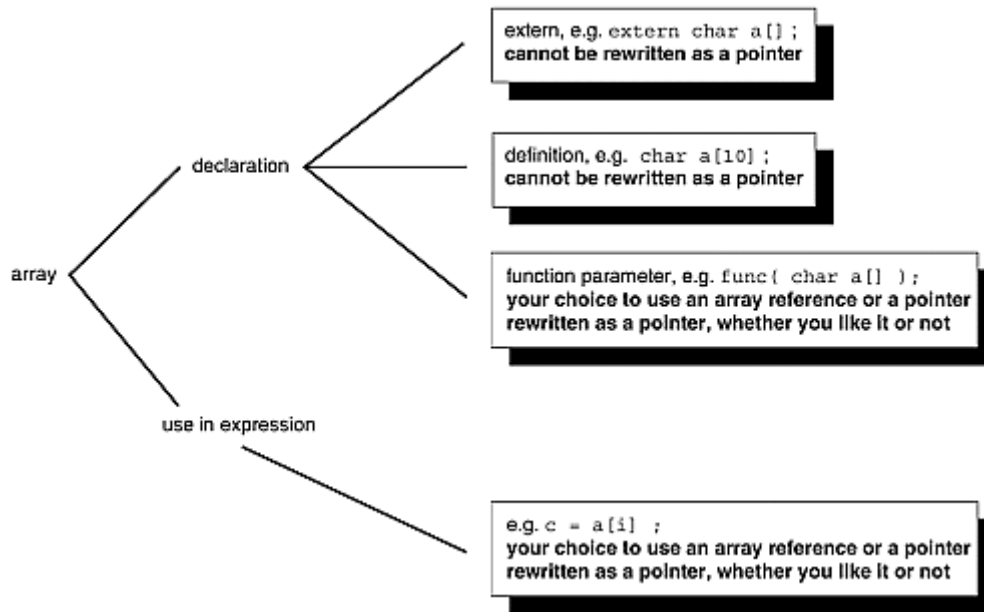 extern, e.g. extern char a[] ;
cannot be rewritten as a pointer
definition, e.g. char a[10] ;
cannot be rewritten as a pointer
declaration
array
function parameter, e.g. func( char a[] );
your choice to use an array reference or a pointer
rewritten as a pointer, whether you like it or not
use in expression
e.g. c = a[i] ;
your choice to use an array reference or a pointer
rewritten as a pointer, whether you like it or not